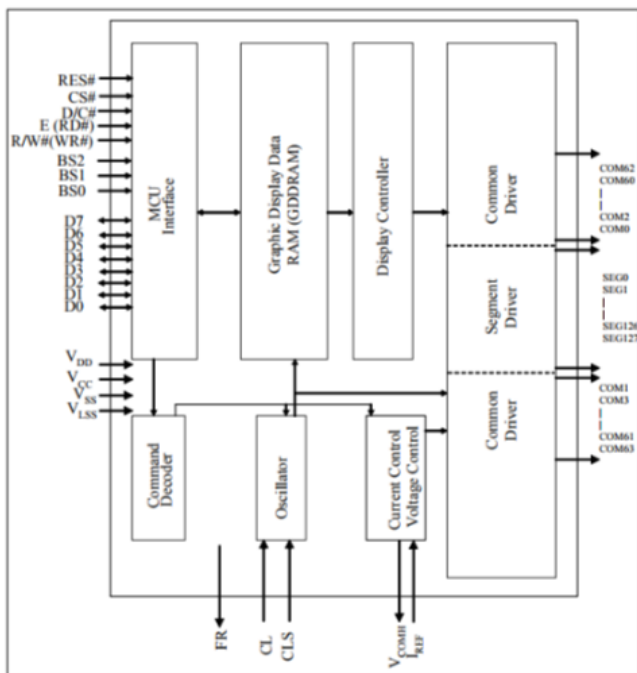 RES#
CS#
D/C#
E (RD#)
R/W#(WR#)
BS2
BS1
BS0
D7
D6
D5
D4
D3
D2
D1
D0
VDD
VCC
VSS
VLSS
MCU
Interface
Graphic Display Data
RAM (GDDRAM)
Display Controller
Common
Driver
Segment
Driver
Common
Driver
COM62
COM60
COM2
COM0
SEG0
SEG1
SEG126
SEG127
COM1
COM3
COM61
COM63
Command
Decoder
Oscillator
Current Control
Voltage Control
FR
CL
CLS
VCOMH
IREF